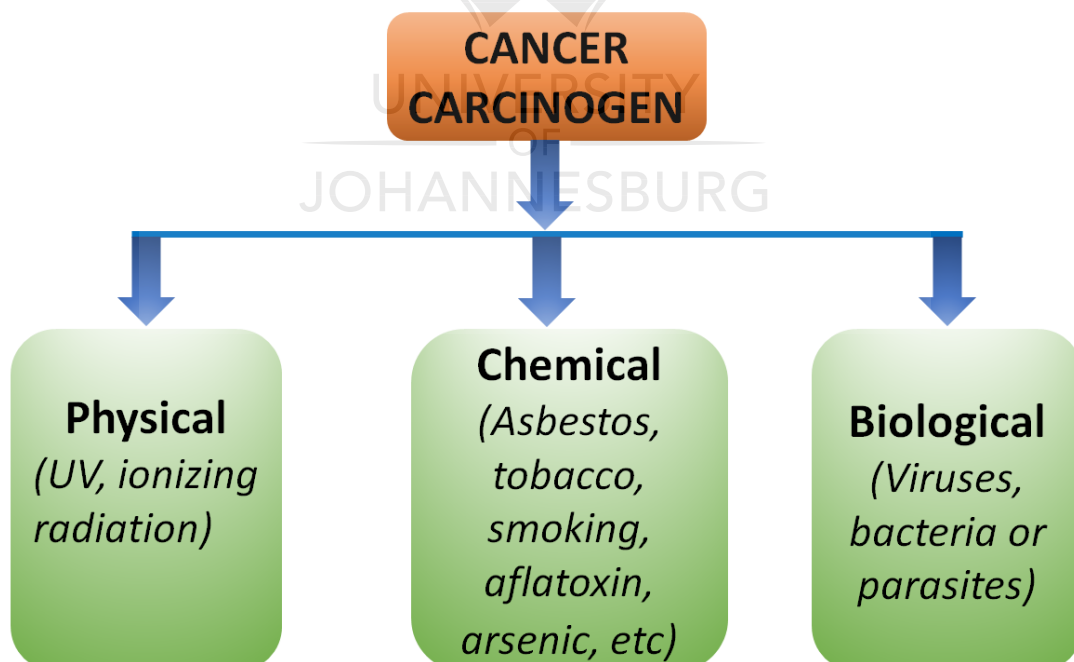 CANCER
CARCINOGEN
UNIVERSITY
OF
JOHANNESBURG
Physical
(UV, ionizing
radiation)
Chemical
(Asbestos,
tobacco,
smoking,
aflatoxin,
arsenic, etc)
Biological
(Viruses,
bacteria or
parasites)